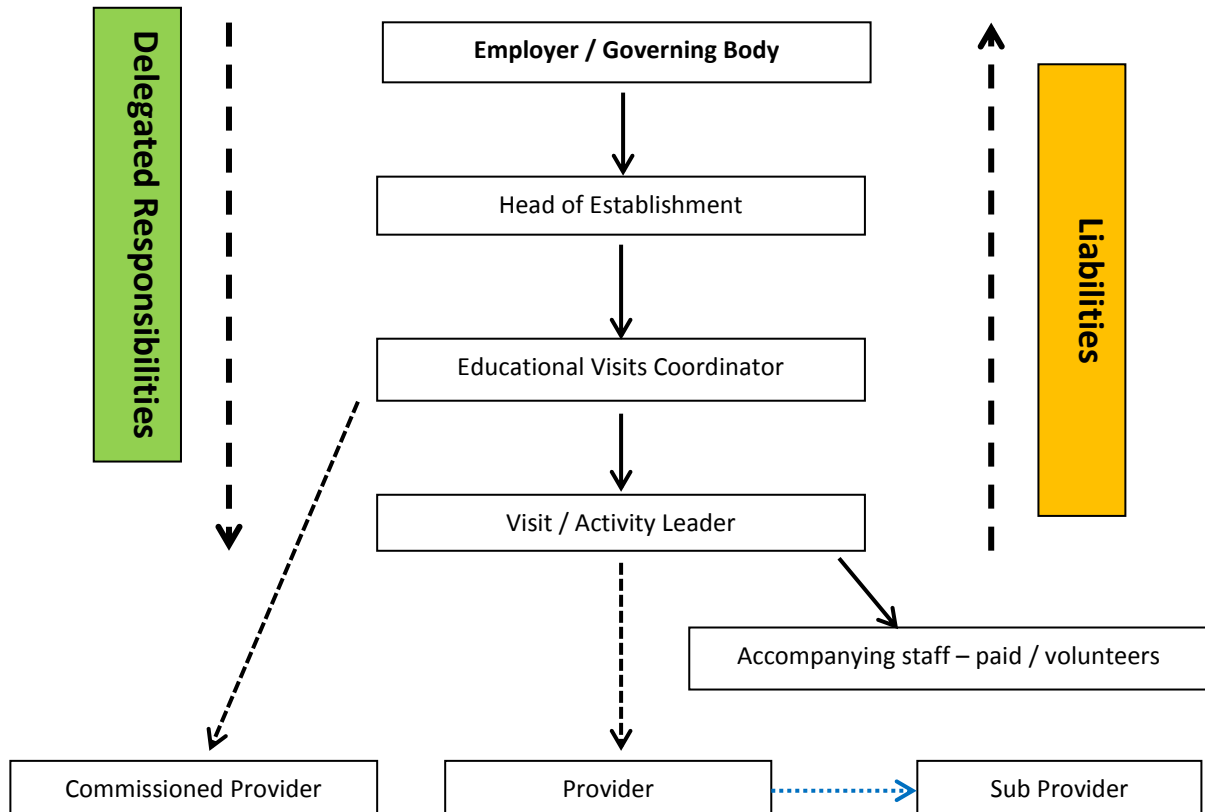 Delegated Responsibilities
Employer / Governing Body
Liabilities
Head of Establishment
Educational Visits Coordinator
Visit / Activity Leader
Accompanying staff – paid / volunteers
Commissioned Provider
Provider
Sub Provider